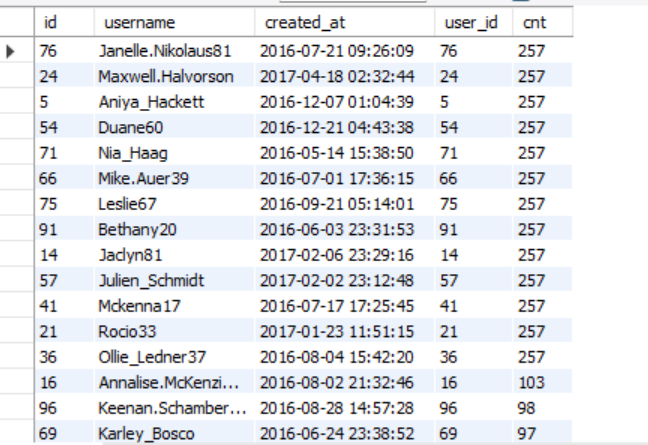 id username created_at user_id cnt
76 Janelle.Nikolaus81 2016-07-21 09:26:09 76 257
24 Maxwell.Halvorson 2017-04-18 02:32:44 24 257
5 Aniya_Hackett 2016-12-07 01:04:39 5 257
54 Duane60 2016-12-21 04:43:38 54 257
71 Nia_Haag 2016-05-14 15:38:50 71 257
66 Mike.Auer39 2016-07-01 17:36:15 66 257
75 Leslie67 2016-09-21 05:14:01 75 257
91 Bethany20 2016-06-03 23:31:53 91 257
14 Jaclyn81 2017-02-06 23:29:16 14 257
57 Julien_Schmidt 2017-02-02 23:12:48 57 257
41 Mckenna17 2016-07-17 17:25:45 41 257
21 Rocio33 2017-01-23 11:51:15 21 257
36 Ollie_Ledner37 2016-08-04 15:42:20 36 257
16 Annalise.McKenzi... 2016-08-02 21:32:46 16 103
96 Keenan.Schamber... 2016-08-28 14:57:28 96 98
69 Karley_Bosco 2016-06-24 23:38:52 69 97